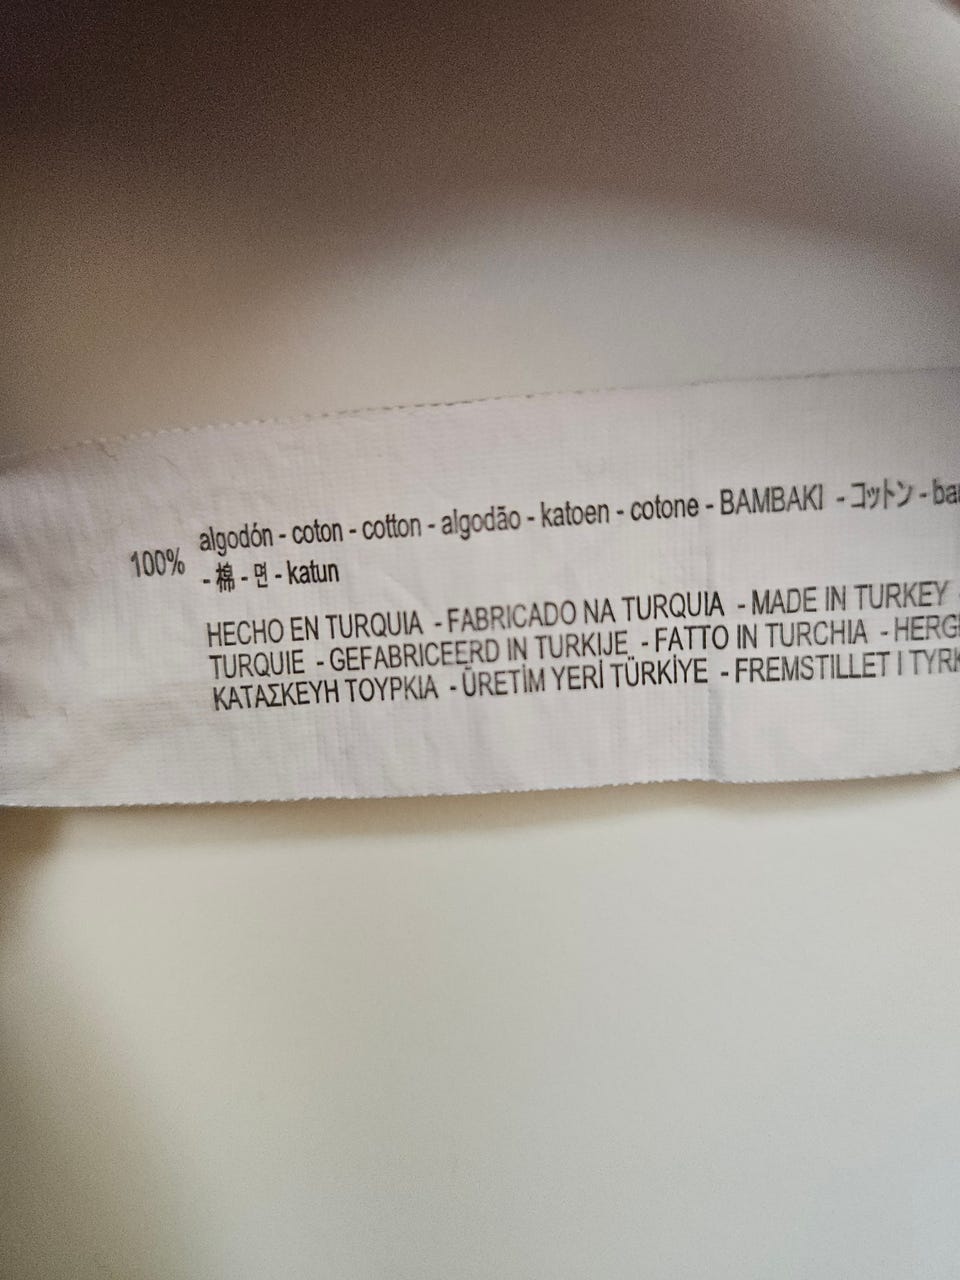 100% algodón - coton - cotton - algodão - katoen - cotone - BAMBAKI - コットン -
- 棉 - 면 - katun
HECHO EN TURQUIA - FABRICADO NA TURQUIA - MADE IN TURKEY -
TURQUIE - GEFABRICEERD IN TURKIJE - FATTO IN TURCHIA -
ΚΑΤΑΣΚΕΥΗ ΤΟΥΡΚΙΑ - ÜRETİM YERİ TÜRKİYE - FREMSTILLET I